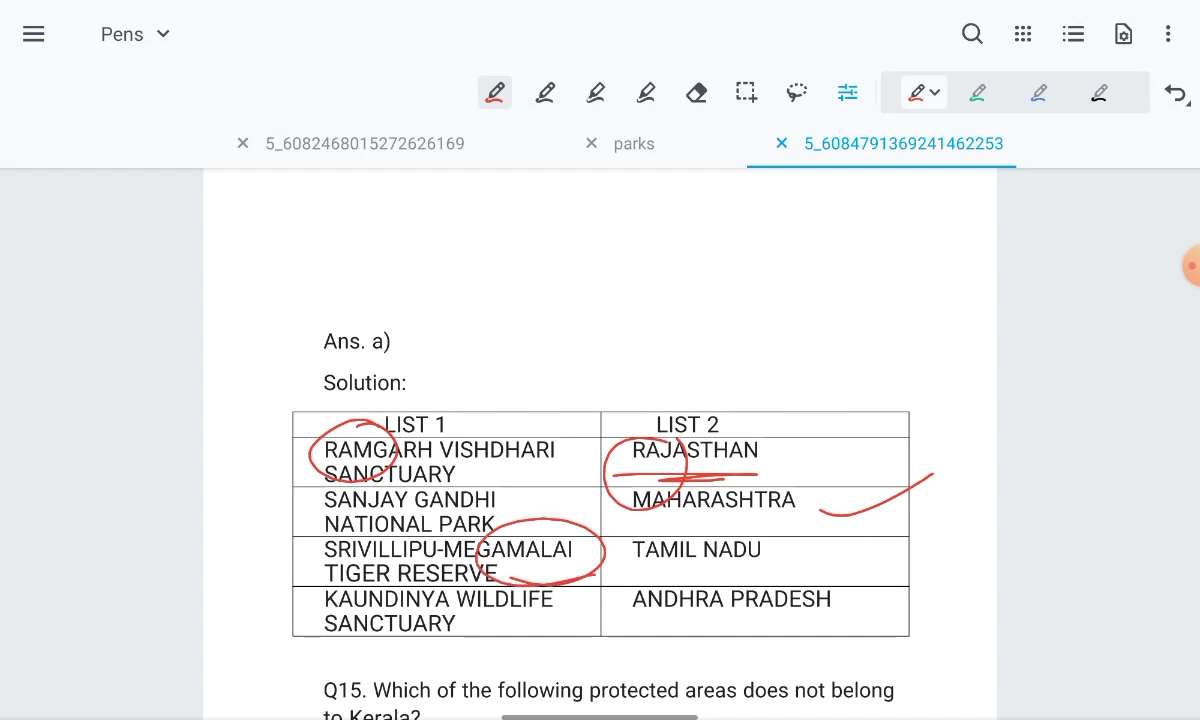 Pens
5_6082468015272626169
parks
5_6084791369241462253
Ans. a)
Solution:
LIST 1 LIST 2
RAMGARH VISHDHARI RAJASTHAN
SANCTUARY
SANJAY GANDHI MAHARASHTRA
NATIONAL PARK
SRIVILLIPU-MEGAMALAI TAMIL NADU
TIGER RESERVE
KAUNDINYA WILDLIFE ANDHRA PRADESH
SANCTUARY
Q15. Which of the following protected areas does not belong
to Kerala?